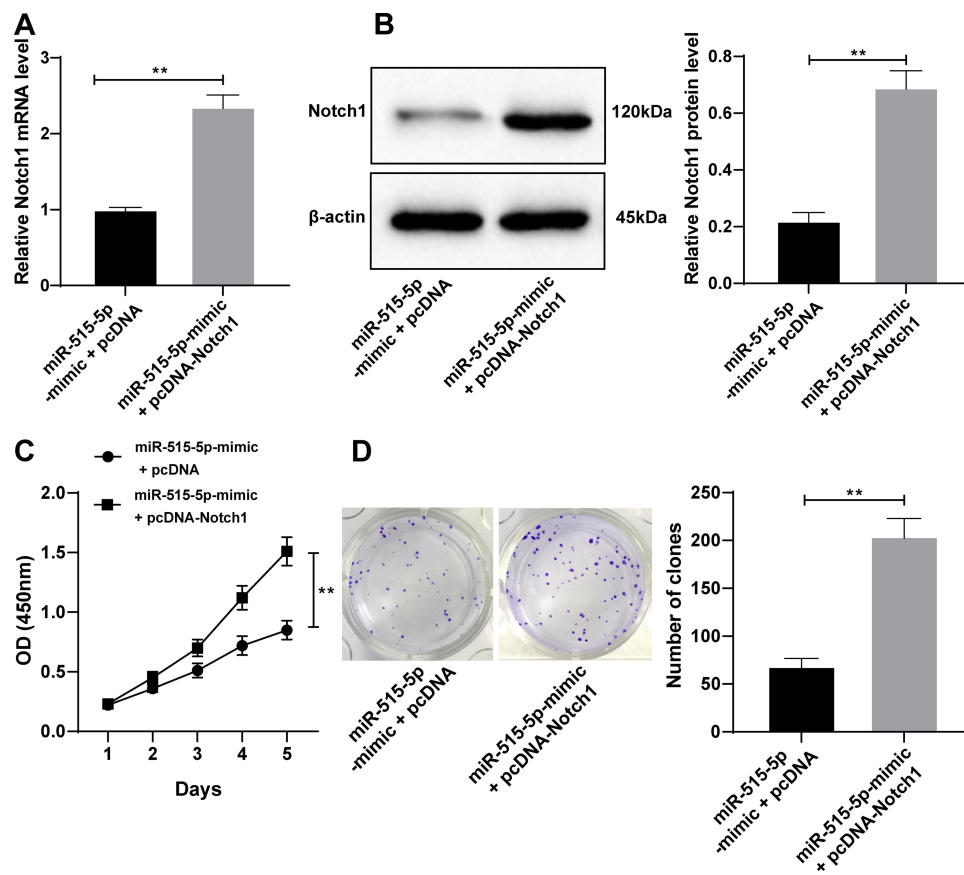 A
Relative Notch1 mRNA level
3
2
1
0
**
miR-515-5p
-mimic + pcDNA
miR-515-5p-mimic
+ pcDNA-Notch1
B
Notch1
120kDa
β-actin
45kDa
miR-515-5p
-mimic + pcDNA
miR-515-5p-mimic
+ pcDNA-Notch1
Relative Notch1 protein level
0.8
0.6
0.4
0.2
0.0
**
miR-515-5p
-mimic + pcDNA
miR-515-5p-mimic
+ pcDNA-Notch1
C
miR-515-5p-mimic
+ pcDNA
miR-515-5p-mimic
+ pcDNA-Notch1
OD (450nm)
2.0
1.5
1.0
0.5
0.0
**
1 2 3 4 5
Days
D
miR-515-5p
-mimic + pcDNA
miR-515-5p-mimic
+ pcDNA-Notch1
Number of clones
250
200
150
100
50
0
**
miR-515-5p
-mimic + pcDNA
miR-515-5p-mimic
+ pcDNA-Notch1